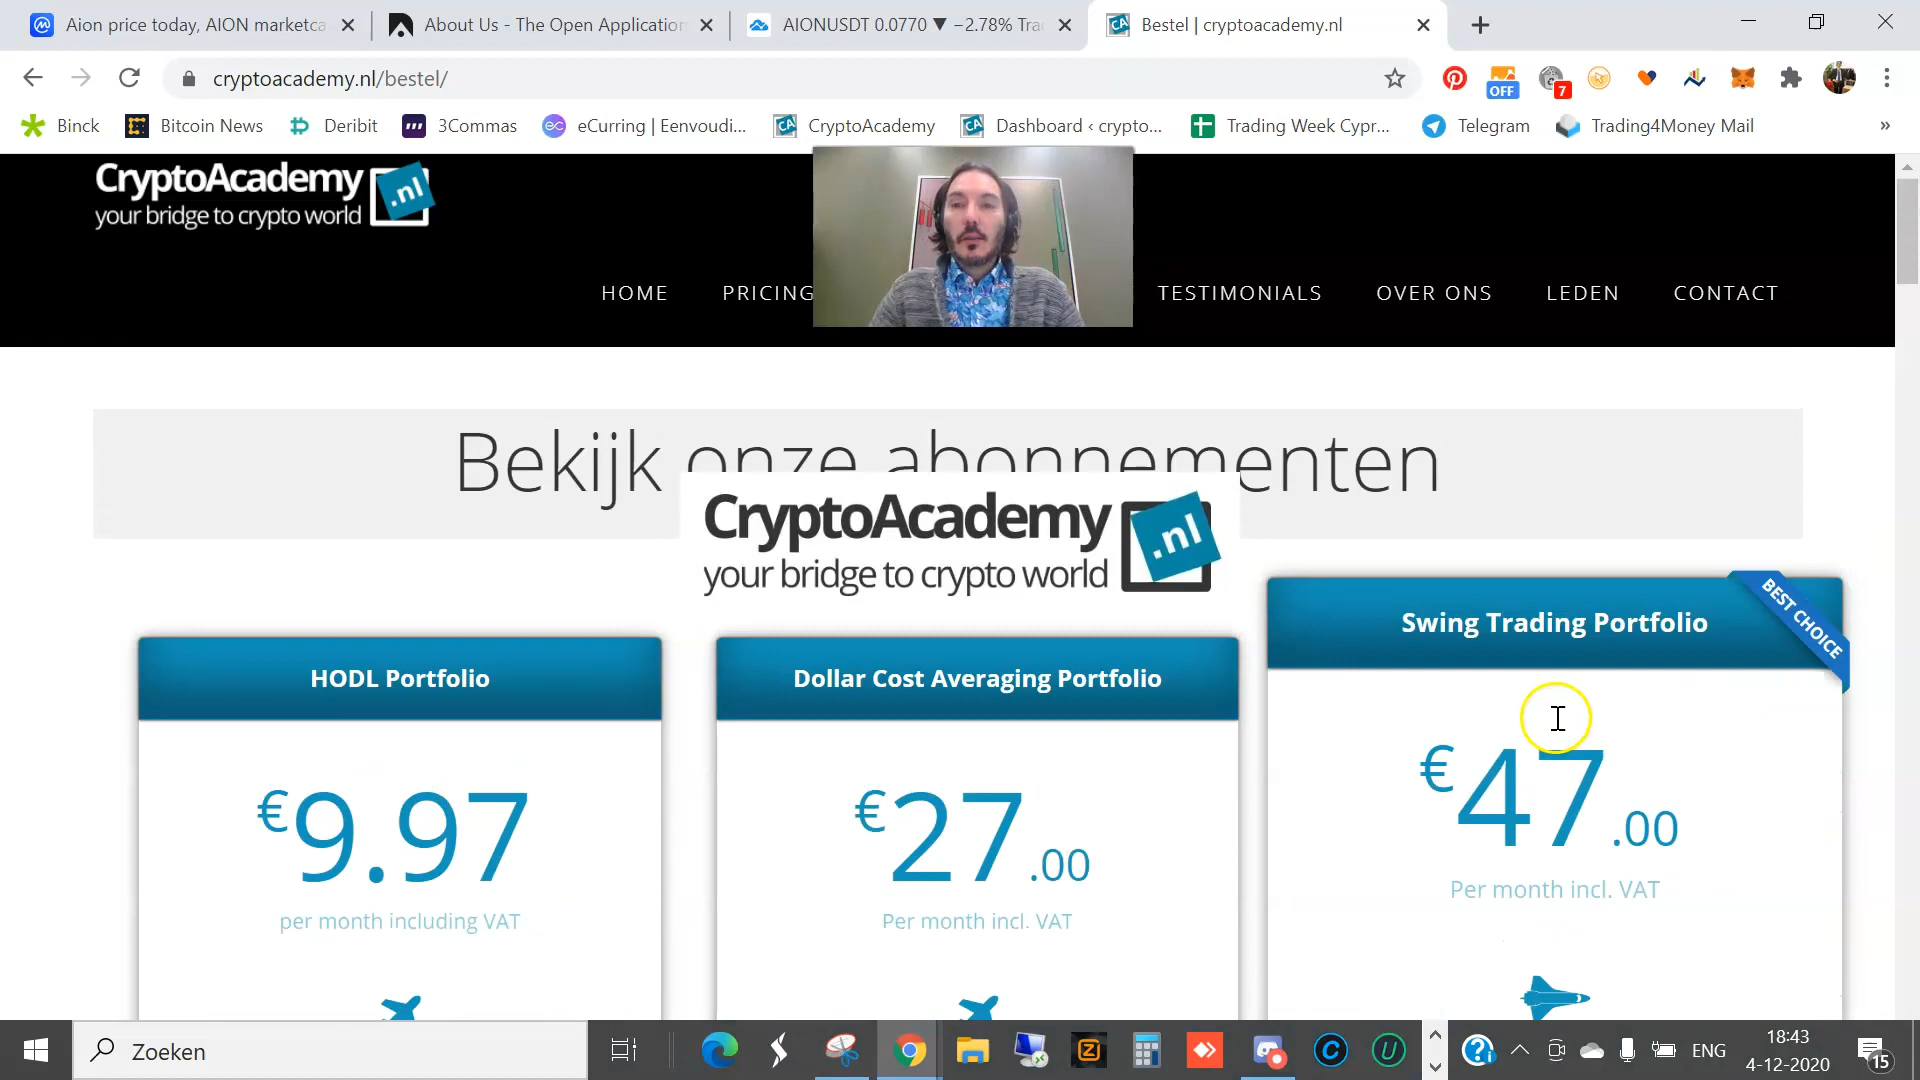 Aion price today, AION marketca
About Us - The Open Application
AIONUSDT 0.0770 ▼ −2.78% Tra
Bestel | cryptoacademy.nl
cryptoacademy.nl/bestel/
OFF
7
Binck
Bitcoin News
Deribit
3Commas
eCurring | Eenvoudi...
CryptoAcademy
Dashboard ‹ crypto...
Trading Week Cypr...
Telegram
Trading4Money Mail
»
CryptoAcademy .nl
your bridge to crypto world
HOME
PRICING
TESTIMONIALS
OVER ONS
LEDEN
CONTACT
Bekijk onze abonnementen
CryptoAcademy .nl
your bridge to crypto world
HODL Portfolio
€9.97
per month including VAT
Dollar Cost Averaging Portfolio
€27.00
Per month incl. VAT
Swing Trading Portfolio
BEST CHOICE
€47.00
Per month incl. VAT
Zoeken
ENG
18:43
4-12-2020
15